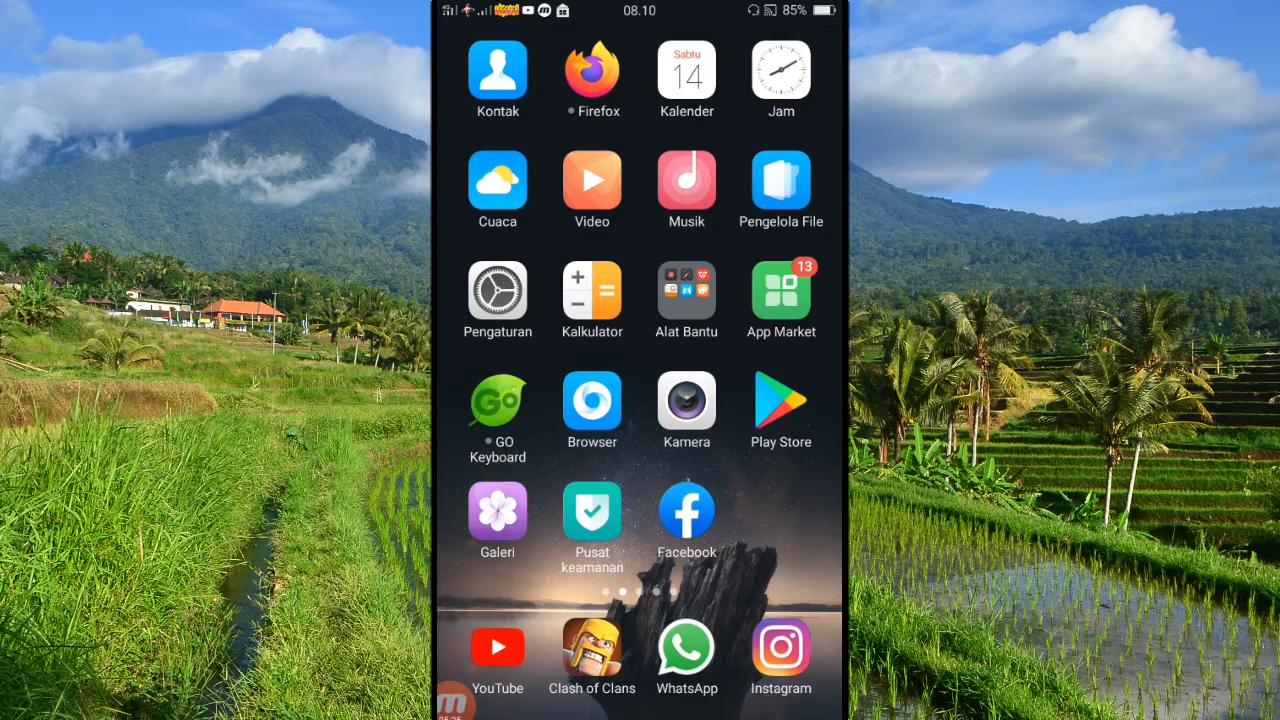 08.10
85%
Sabtu
14
Kontak
Firefox
Kalender
Jam
Cuaca
Video
Musik
Pengelola File
13
Pengaturan
Kalkulator
Alat Bantu
App Market
GO
GO
Keyboard
Browser
Kamera
Play Store
Galeri
Pusat
keamanan
Facebook
YouTube
Clash of Clans
WhatsApp
Instagram